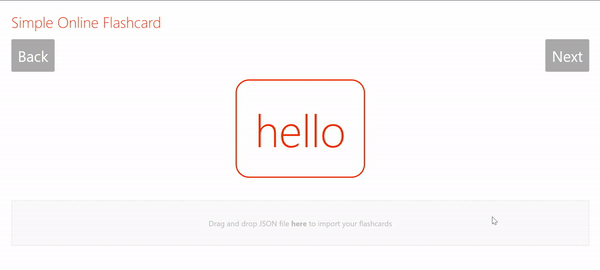 Simple Online Flashcard
Back
Next
hello
Drag and drop JSON file here to import your flashcards